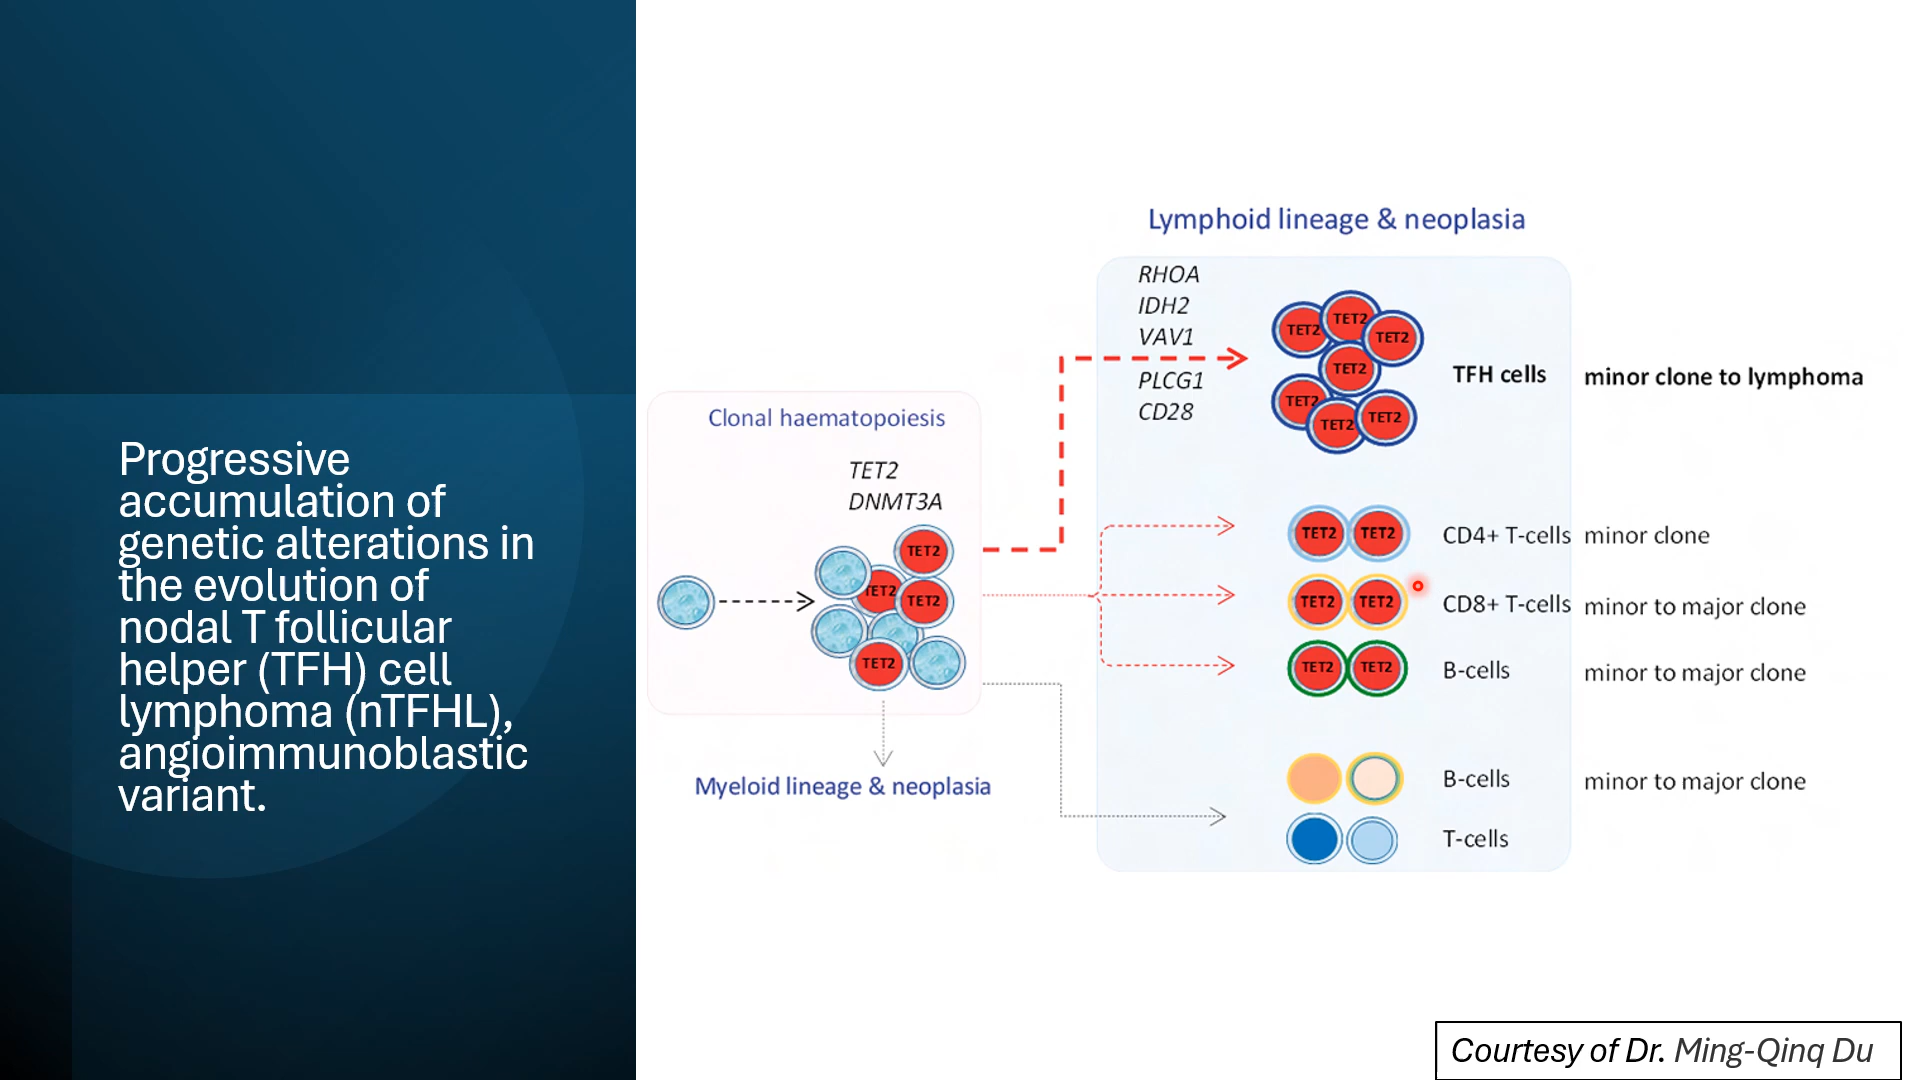 Progressive
accumulation of
genetic alterations in
the evolution of
nodal T follicular
helper (TFH) cell
lymphoma (nTFHL),
angioimmunoblastic
variant.
Clonal haematopoiesis
TET2
DNMT3A
TET2
TET2
TET2
TET2
Myeloid lineage & neoplasia
Lymphoid lineage & neoplasia
RHOA
IDH2
VAV1
PLCG1
CD28
TET2
TET2
TET2
TET2
TET2
TET2
TET2
TFH cells minor clone to lymphoma
TET2 TET2 CD4+ T-cells minor clone
TET2 TET2 CD8+ T-cells minor to major clone
TET2 TET2 B-cells minor to major clone
B-cells minor to major clone
T-cells
Courtesy of Dr. Ming-Qinq Du